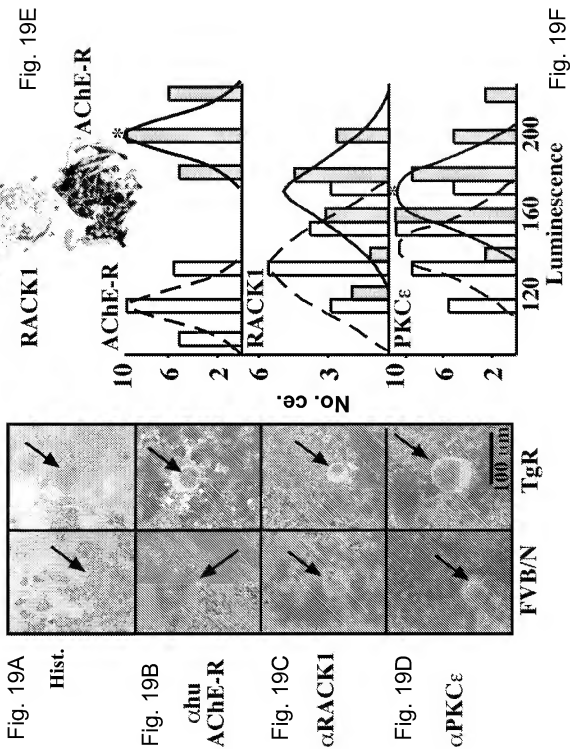 Fig. 19A
Hist.
Fig. 19B
αhu
AChE-R
Fig. 19C
αRACK1
Fig. 19D
αPKCε
FVB/N
TgR
100 um
RACK1
AChE-R
Fig. 19E
AChE-R
*
10
6
2
RACK1
6
3
No. ce.
PKCε
*
10
6
2
120
160
200
Luminescence
Fig. 19F